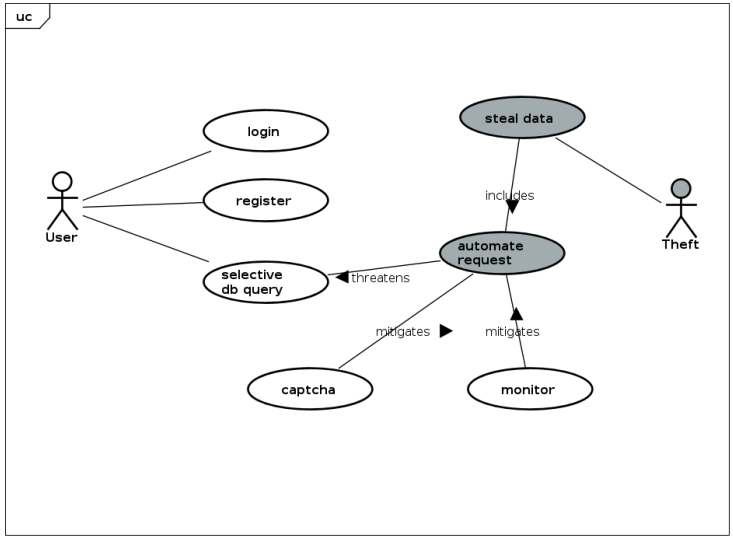 uc
login
steal data
register
includes
User
Theft
automate
request
selective
db query
threatens
mitigates
mitigates
captcha
monitor